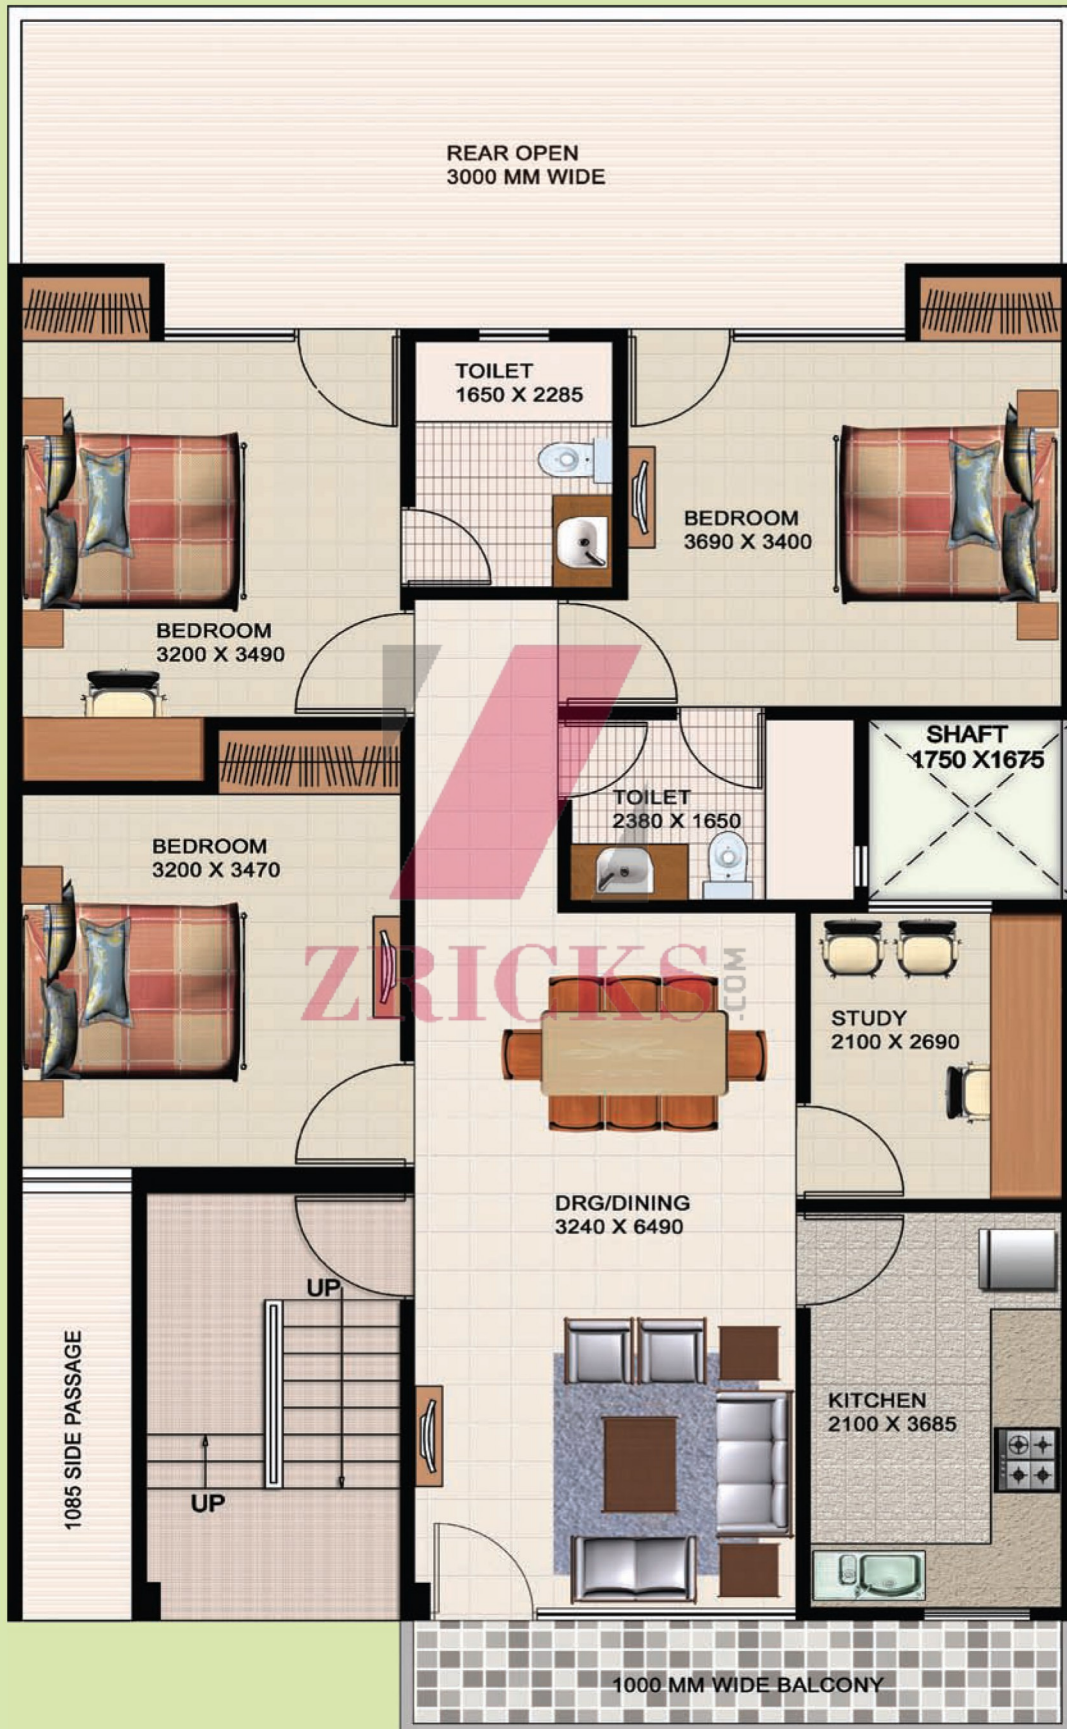 REAR OPEN
3000 MM WIDE
TOILET
1650 X 2285
BEDROOM
3690 X 3400
BEDROOM
3200 X 3490
SHAFT
1750 X1675
TOILET
2380 X 1650
BEDROOM
3200 X 3470
ZRICKS
.COM
STUDY
2100 X 2690
DRG/DINING
3240 X 6490
UP
UP
1085 SIDE PASSAGE
KITCHEN
2100 X 3685
1000 MM WIDE BALCONY